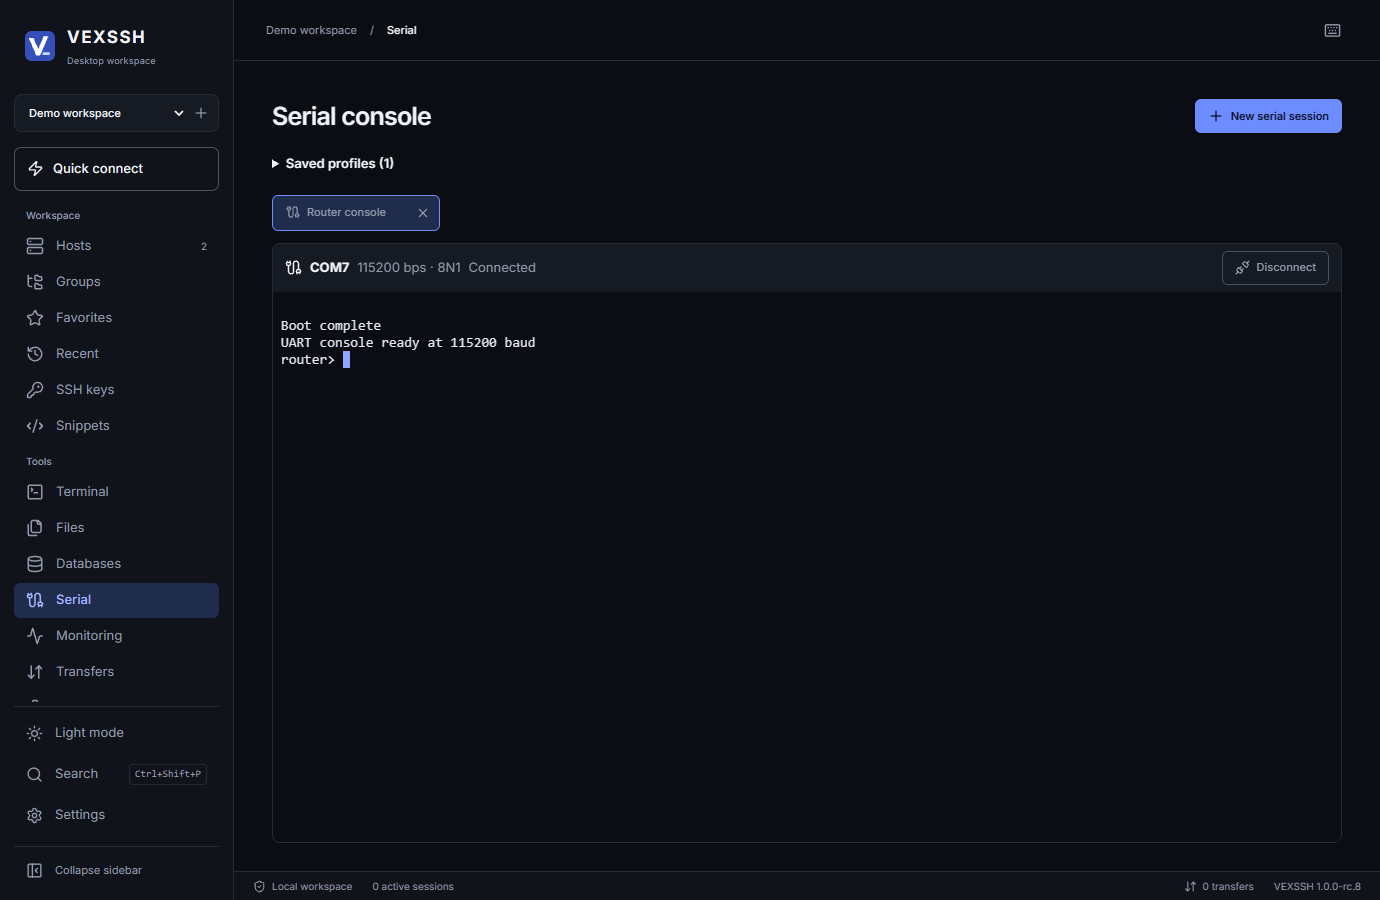 VEXSSH
Desktop workspace
Demo workspace
Quick connect
Workspace
Hosts 2
Groups
Favorites
Recent
SSH keys
Snippets
Tools
Terminal
Files
Databases
Serial
Monitoring
Transfers
Light mode
Search Ctrl+Shift+P
Settings
Collapse sidebar
Demo workspace / Serial
Serial console
New serial session
Saved profiles (1)
Router console
COM7 115200 bps · 8N1 Connected
Disconnect
Boot complete
UART console ready at 115200 baud
router>
Local workspace 0 active sessions
0 transfers VEXSSH 1.0.0-rc.8